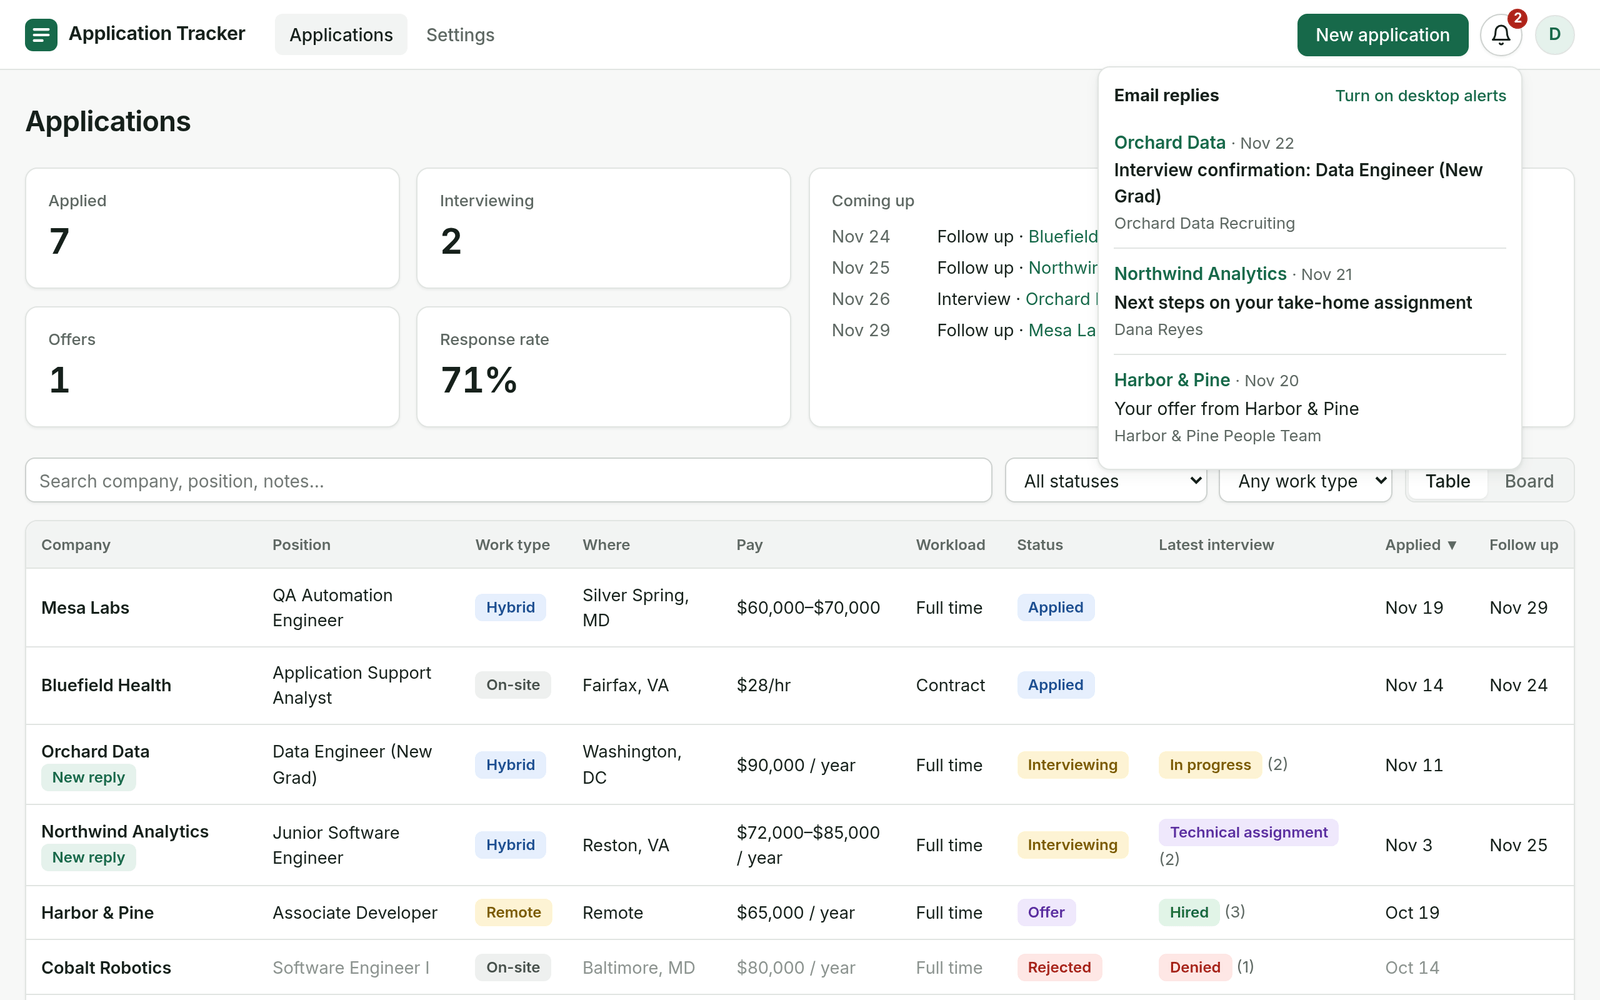 Application Tracker
Applications
Settings
New application
2
D
Email replies
Turn on desktop alerts
Orchard Data · Nov 22
Interview confirmation: Data Engineer (New
Grad)
Orchard Data Recruiting
Northwind Analytics · Nov 21
Next steps on your take-home assignment
Dana Reyes
Harbor & Pine · Nov 20
Your offer from Harbor & Pine
Harbor & Pine People Team
Applications
Applied
7
Interviewing
2
Offers
1
Response rate
71%
Coming up
Nov 24 Follow up · Bluefield
Nov 25 Follow up · Northwin
Nov 26 Interview · Orchard
Nov 29 Follow up · Mesa La
Search company, position, notes...
All statuses
Any work type
Table
Board
Company Position Work type Where Pay Workload Status Latest interview Applied ▼ Follow up
Mesa Labs
QA Automation
Engineer
Hybrid
Silver Spring,
MD
$60,000–$70,000
Full time
Applied
Nov 19
Nov 29
Bluefield Health
Application Support
Analyst
On-site
Fairfax, VA
$28/hr
Contract
Applied
Nov 14
Nov 24
Orchard Data
New reply
Data Engineer (New
Grad)
Hybrid
Washington,
DC
$90,000 / year
Full time
Interviewing
In progress (2)
Nov 11
Northwind Analytics
New reply
Junior Software
Engineer
Hybrid
Reston, VA
$72,000–$85,000
/ year
Full time
Interviewing
Technical assignment
(2)
Nov 3
Nov 25
Harbor & Pine
Associate Developer
Remote
Remote
$65,000 / year
Full time
Offer
Hired (3)
Oct 19
Cobalt Robotics
Software Engineer I
On-site
Baltimore, MD
$80,000 / year
Full time
Rejected
Denied (1)
Oct 14